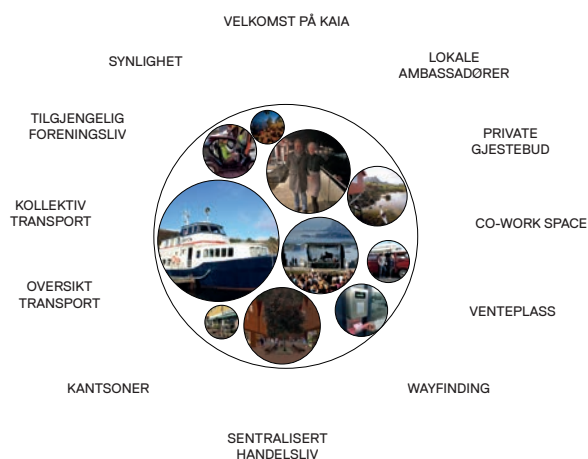 VELKOMST PÅ KAIA
SYNLIGHET
LOKALE
AMBASSADØRER
TILGJENGELIG
FORENINGSLIV
PRIVATE
GJESTEBUD
KOLLEKTIV
TRANSPORT
CO-WORK SPACE
OVERSIKT
TRANSPORT
VENTEPLASS
KANTSONER
WAYFINDING
SENTRALISERT
HANDELSLIV